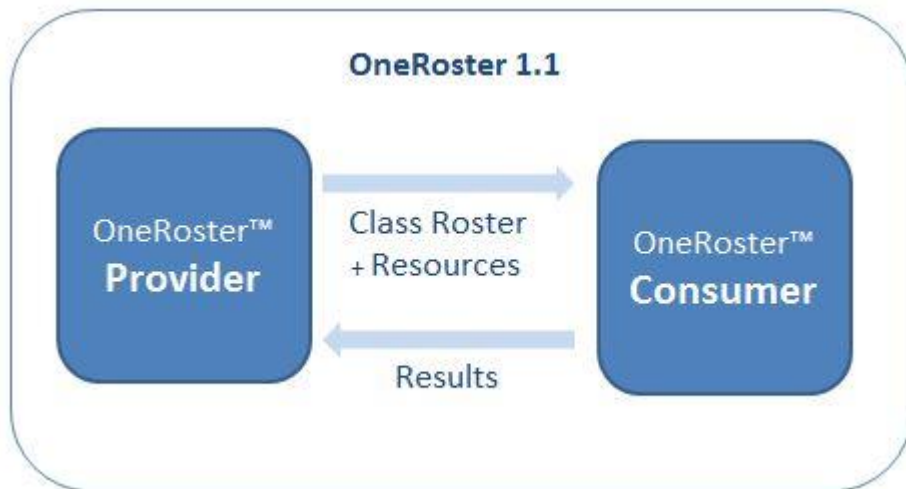 OneRoster 1.1
OneRoster™
Provider
Class Roster
+ Resources
Results
OneRoster™
Consumer